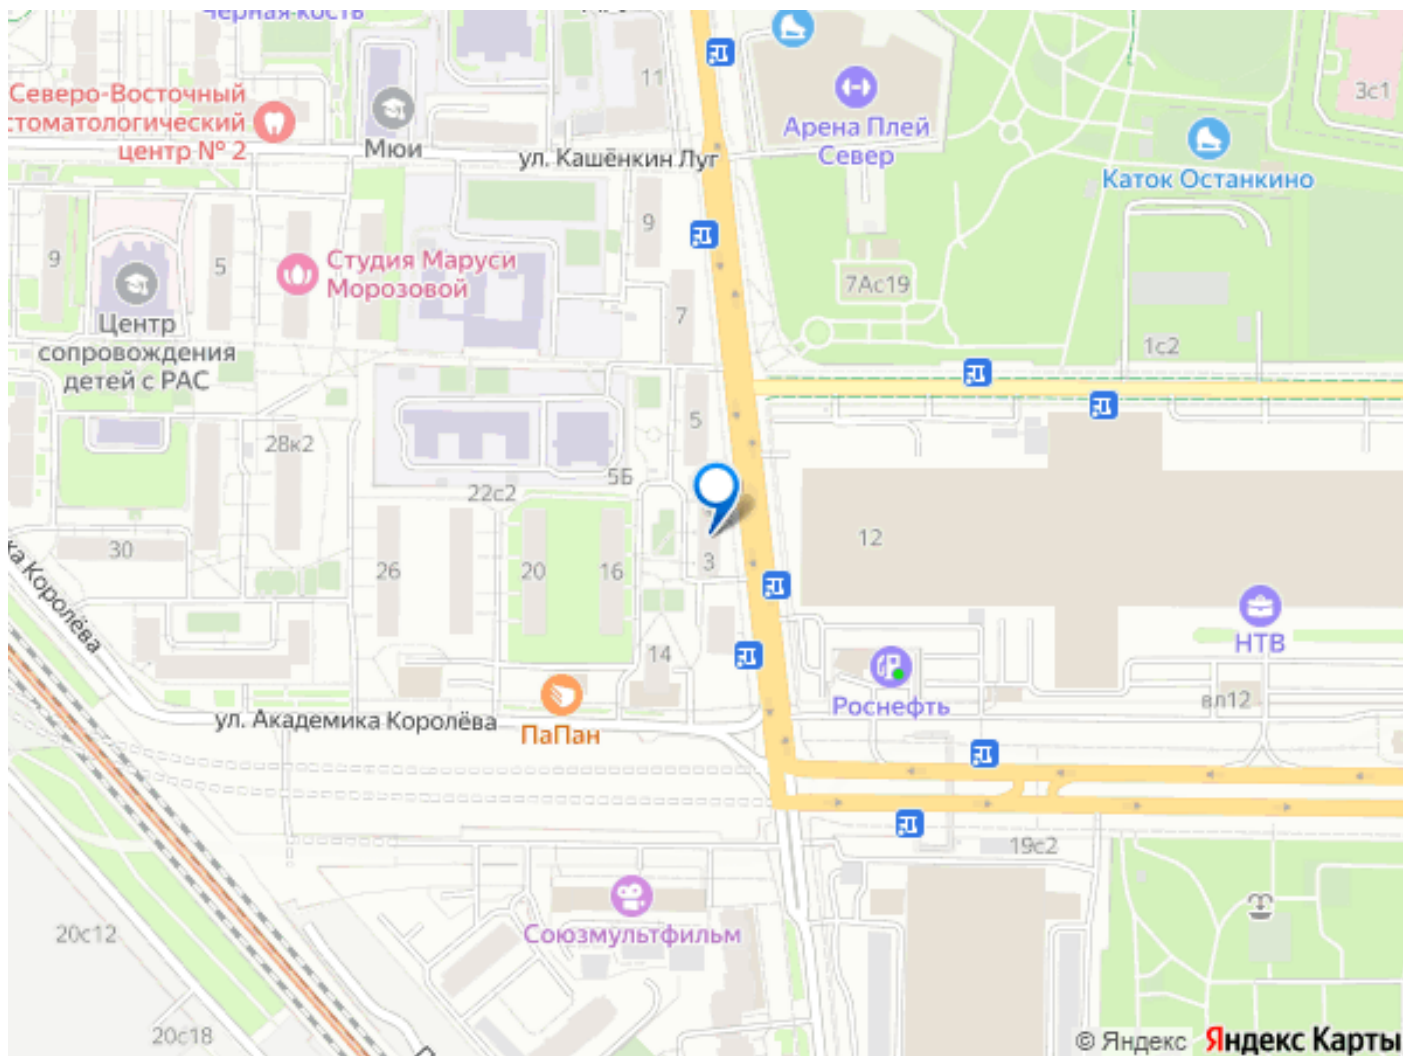 Черная кость
11
Северо-Восточный
стоматологический
центр № 2
Мюи
ул. Кашёнкин Луг
Арена Плей
Север
3с1
Каток Останкино
9
5
9
Студия Маруси
Морозовой
7Ас19
7
Центр
сопровождения
детей с РАС
1с2
5
28к2
5Б
22с2
12
30
26
20
16
3
ка Королёва
НТВ
14
Роснефть
вл12
ул. Академика Королёва
ПаПан
19с2
Союзмультфильм
20с12
20с18
© Яндекс Яндекс Карты